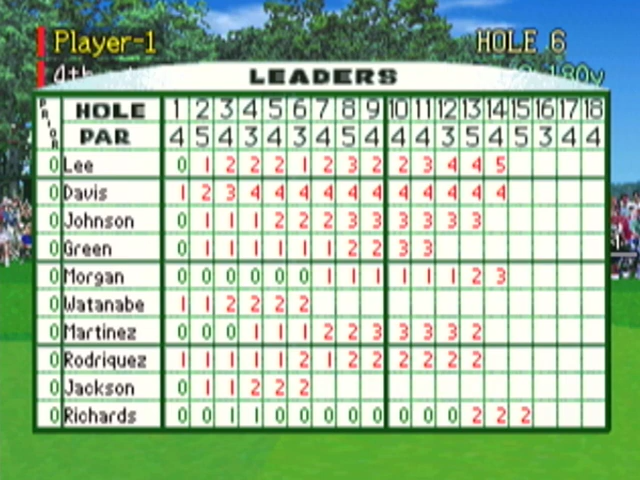 Player-1 HOLE 6
LEADERS
PRIOR HOLE 1 2 3 4 5 6 7 8 9 10 11 12 13 14 15 16 17 18
PAR 4 5 4 3 4 3 4 5 4 4 4 3 5 4 5 3 4 4
0 Lee 0 1 2 2 2 1 2 3 2 2 3 4 4 5
0 Davis 1 2 3 4 4 4 4 4 4 4 4 4 4 4
0 Johnson 0 1 1 1 2 2 2 3 3 3 3 3 3
0 Green 0 1 1 1 1 1 1 2 2 3 3
0 Morgan 0 0 0 0 0 0 1 1 1 1 1 1 2 3
0 Watanabe 1 1 2 2 2 2
0 Martinez 0 0 0 1 1 1 2 2 3 3 3 3 2
0 Rodriquez 1 1 1 1 1 2 1 2 2 2 2 2 2
0 Jackson 0 1 1 2 2 2
0 Richards 0 0 1 1 0 0 0 0 0 0 0 0 2 2 2